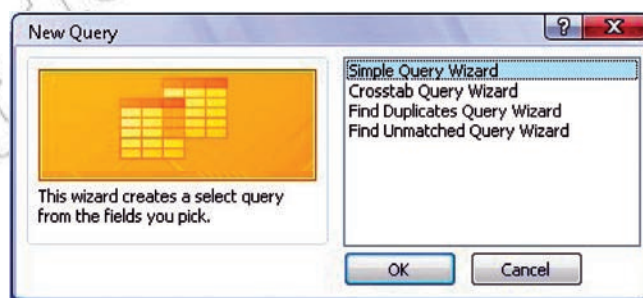 New Query
?
X
Simple Query Wizard
Crosstab Query Wizard
Find Duplicates Query Wizard
Find Unmatched Query Wizard
This wizard creates a select query
from the fields you pick.
OK
Cancel